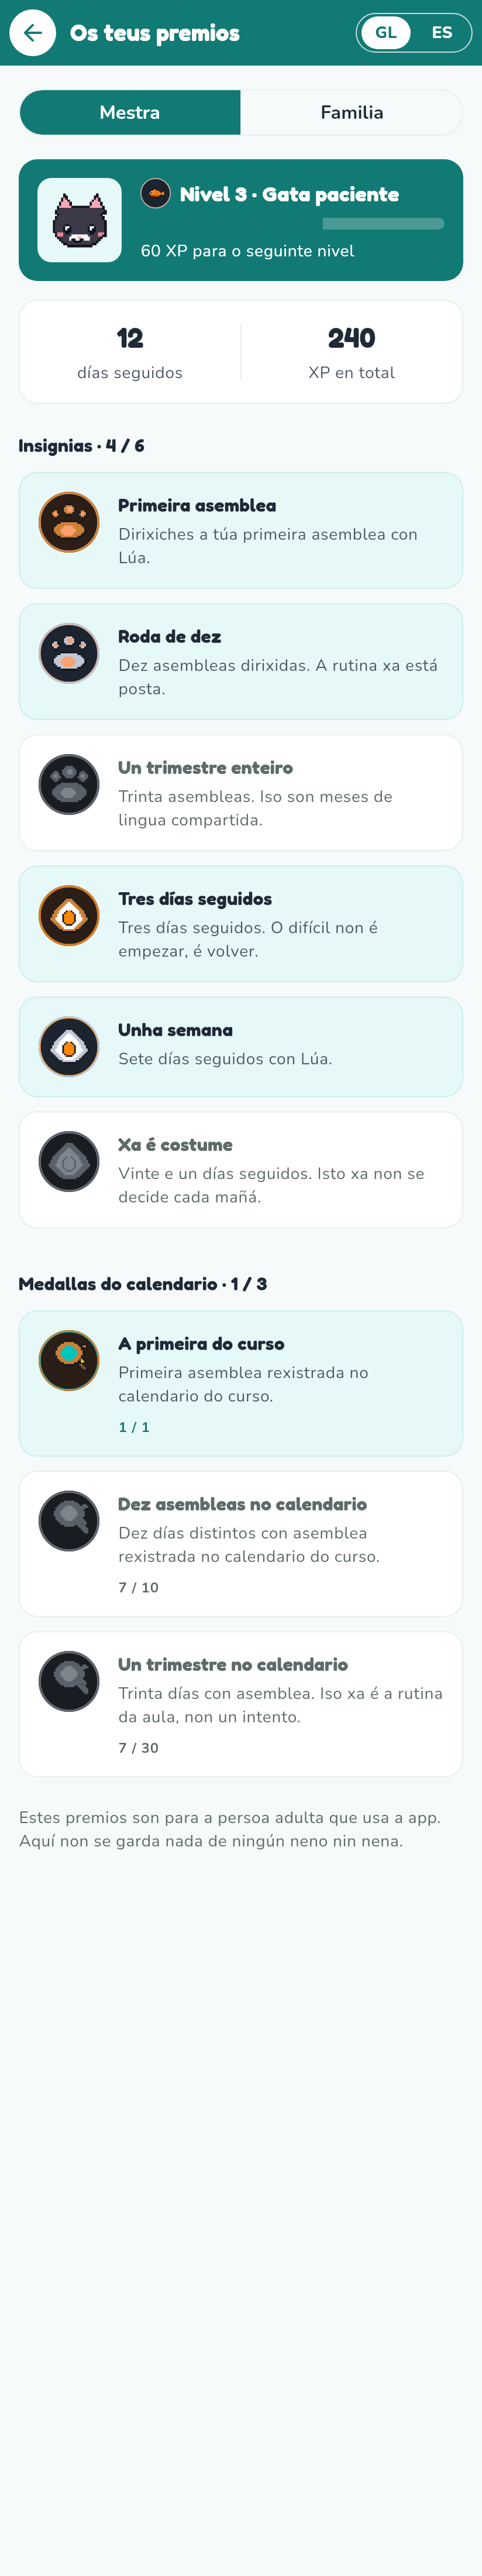 Os teus premios
GL ES
Mestra Familia
Nivel 3 · Gata paciente
60 XP para o seguinte nivel
12 240
días seguidos XP en total
Insignias · 4 / 6
Primeira asemblea
Dirixiches a túa primeira asemblea con
Lúa.
Roda de dez
Dez asembleas dirixidas. A rutina xa está
posta.
Un trimestre enteiro
Trinta asembleas. Iso son meses de
lingua compartida.
Tres días seguidos
Tres días seguidos. O difícil non é
empezar, é volver.
Unha semana
Sete días seguidos con Lúa.
Xa é costume
Vinte e un días seguidos. Isto xa non se
decide cada mañá.
Medallas do calendario · 1 / 3
A primeira do curso
Primeira asemblea rexistrada no
calendario do curso.
1 / 1
Dez asembleas no calendario
Dez días distintos con asemblea
rexistrada no calendario do curso.
7 / 10
Un trimestre no calendario
Trinta días con asemblea. Iso xa é a rutina
da aula, non un intento.
7 / 30
Estes premios son para a persoa adulta que usa a app.
Aquí non se garda nada de ningún neno nin nena.